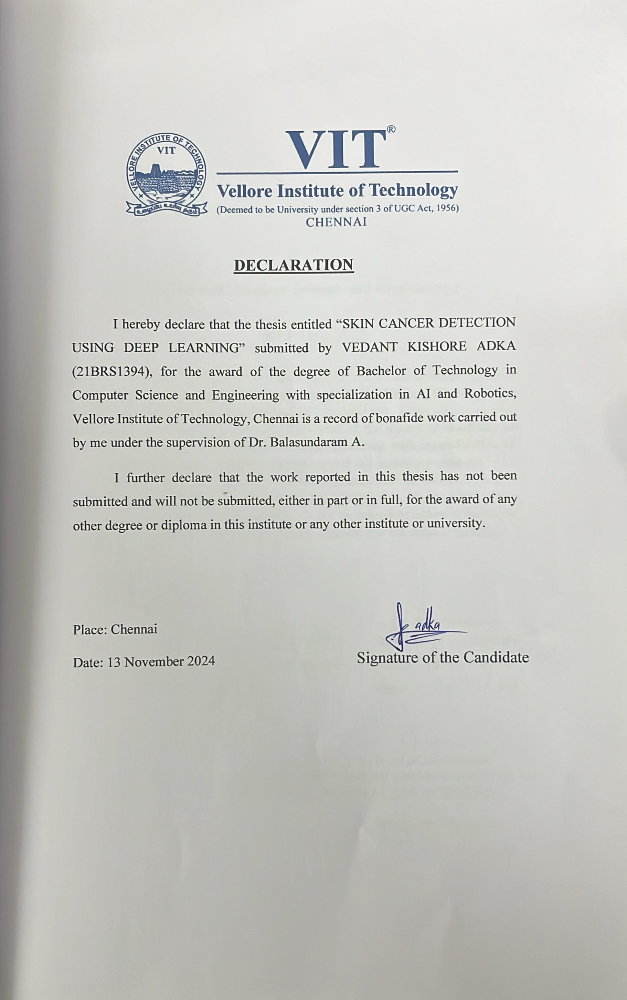 VELLORE INSTITUTE OF TECHNOLOGY
VIT
VIT®
Vellore Institute of Technology
(Deemed to be University under section 3 of UGC Act, 1956)
CHENNAI
DECLARATION
I hereby declare that the thesis entitled “SKIN CANCER DETECTION
USING DEEP LEARNING” submitted by VEDANT KISHORE ADKA
(21BRS1394), for the award of the degree of Bachelor of Technology in
Computer Science and Engineering with specialization in AI and Robotics,
Vellore Institute of Technology, Chennai is a record of bonafide work carried out
by me under the supervision of Dr. Balasundaram A.
I further declare that the work reported in this thesis has not been
submitted and will not be submitted, either in part or in full, for the award of any
other degree or diploma in this institute or any other institute or university.
adka
Place: Chennai
Date: 13 November 2024
Signature of the Candidate